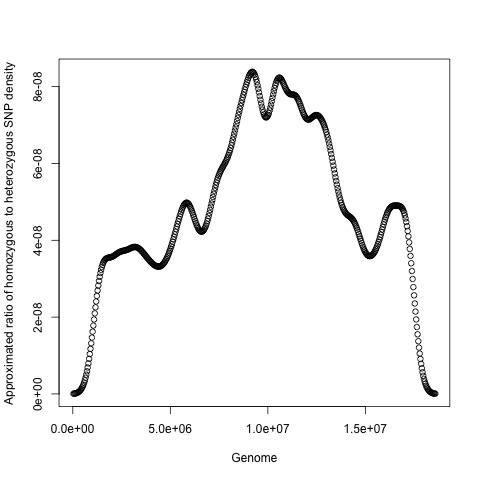 Approximated ratio of homozygous to heterozygous SNP density
8e-08
6e-08
4e-08
2e-08
0e+00
0.0e+00 5.0e+06 1.0e+07 1.5e+07
Genome